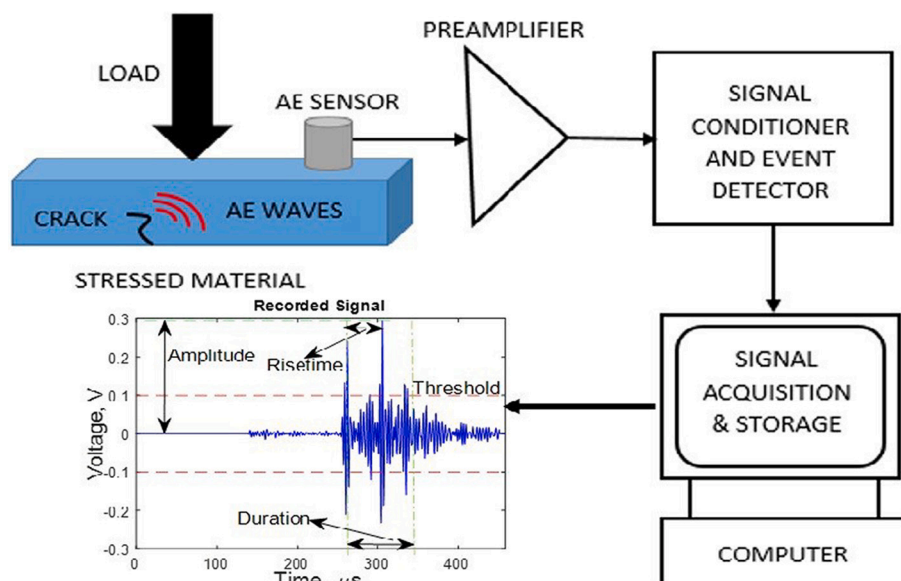 PREAMPLIFIER
LOAD
AE SENSOR
SIGNAL
CONDITIONER
AND EVENT
DETECTOR
CRACK
AE WAVES
STRESSED MATERIAL
Recorded Signal
0.3
0.2
0.1
0
-0.1
-0.2
-0.3
Voltage, V
Amplitude
Risetime
Threshold
Duration
0
100
200
300
400
Time, μs
SIGNAL
ACQUISITION
& STORAGE
COMPUTER